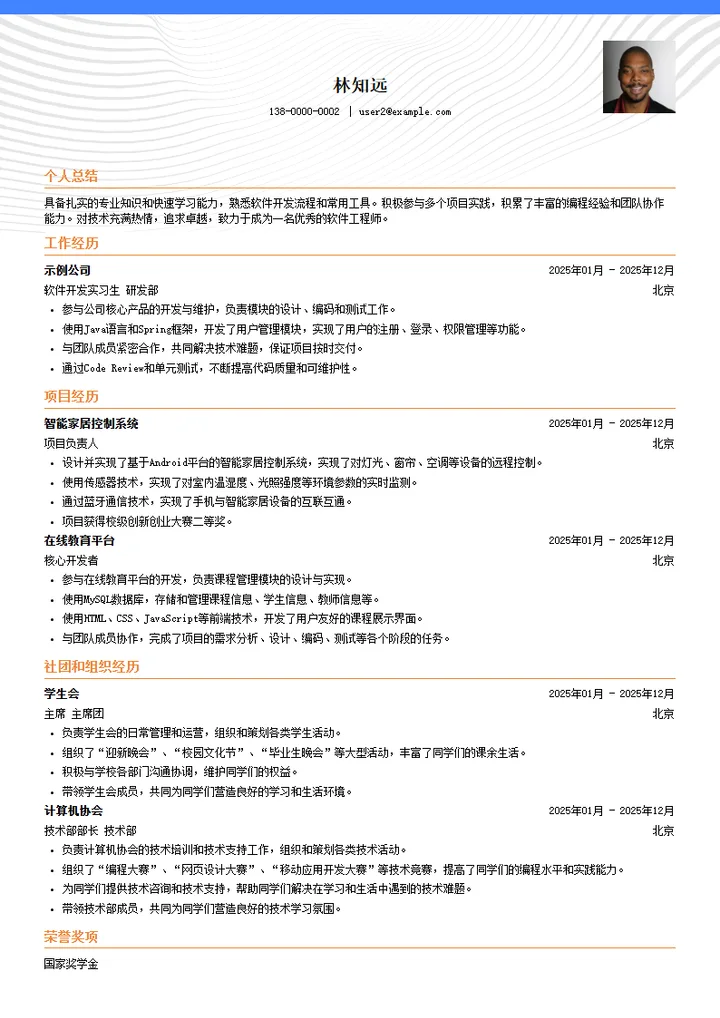 林知远
138-0000-0002 | user2@example.com
个人总结
具备扎实的专业知识和快速学习能力，熟悉软件开发流程和常用工具。积极参与多个项目实践，积累了丰富的编程经验和团队协作
能力。对技术充满热情，追求卓越，致力于成为一名优秀的软件工程师。
工作经历
示例公司 2025年01月 - 2025年12月
软件开发实习生 研发部 北京
• 参与公司核心产品的开发与维护，负责模块的设计、编码和测试工作。
• 使用Java语言和Spring框架，开发了用户管理模块，实现了用户的注册、登录、权限管理等功能。
• 与团队成员紧密合作，共同解决技术难题，保证项目按时交付。
• 通过Code Review和单元测试，不断提高代码质量和可维护性。
项目经历
智能家居控制系统 2025年01月 - 2025年12月
项目负责人 北京
• 设计并实现了基于Android平台的智能家居控制系统，实现了对灯光、窗帘、空调等设备的远程控制。
• 使用传感器技术，实现了对室内温湿度、光照强度等环境参数的实时监测。
• 通过蓝牙通信技术，实现了手机与智能家居设备的互联互通。
• 项目获得校级创新创业大赛二等奖。
在线教育平台 2025年01月 - 2025年12月
核心开发者 北京
• 参与在线教育平台的开发，负责课程管理模块的设计与实现。
• 使用MySQL数据库，存储和管理课程信息、学生信息、教师信息等。
• 使用HTML、CSS、JavaScript等前端技术，开发了用户友好的课程展示界面。
• 与团队成员协作，完成了项目的需求分析、设计、编码、测试等各个阶段的任务。
社团和组织经历
学生会 2025年01月 - 2025年12月
主席 主席团 北京
• 负责学生会的日常管理和运营，组织和策划各类学生活动。
• 组织了“迎新晚会”、“校园文化节”、“毕业生晚会”等大型活动，丰富了同学们的课余生活。
• 积极与学校各部门沟通协调，维护同学们的权益。
• 带领学生会成员，共同为同学们营造良好的学习和生活环境。
计算机协会 2025年01月 - 2025年12月
技术部部长 技术部 北京
• 负责计算机协会的技术培训和技术支持工作，组织和策划各类技术活动。
• 组织了“编程大赛”、“网页设计大赛”、“移动应用开发大赛”等技术竞赛，提高了同学们的编程水平和实践能力。
• 为同学们提供技术咨询和技术支持，帮助同学们解决在学习和生活中遇到的技术难题。
• 带领技术部成员，共同为同学们营造良好的技术学习氛围。
荣誉奖项
国家奖学金